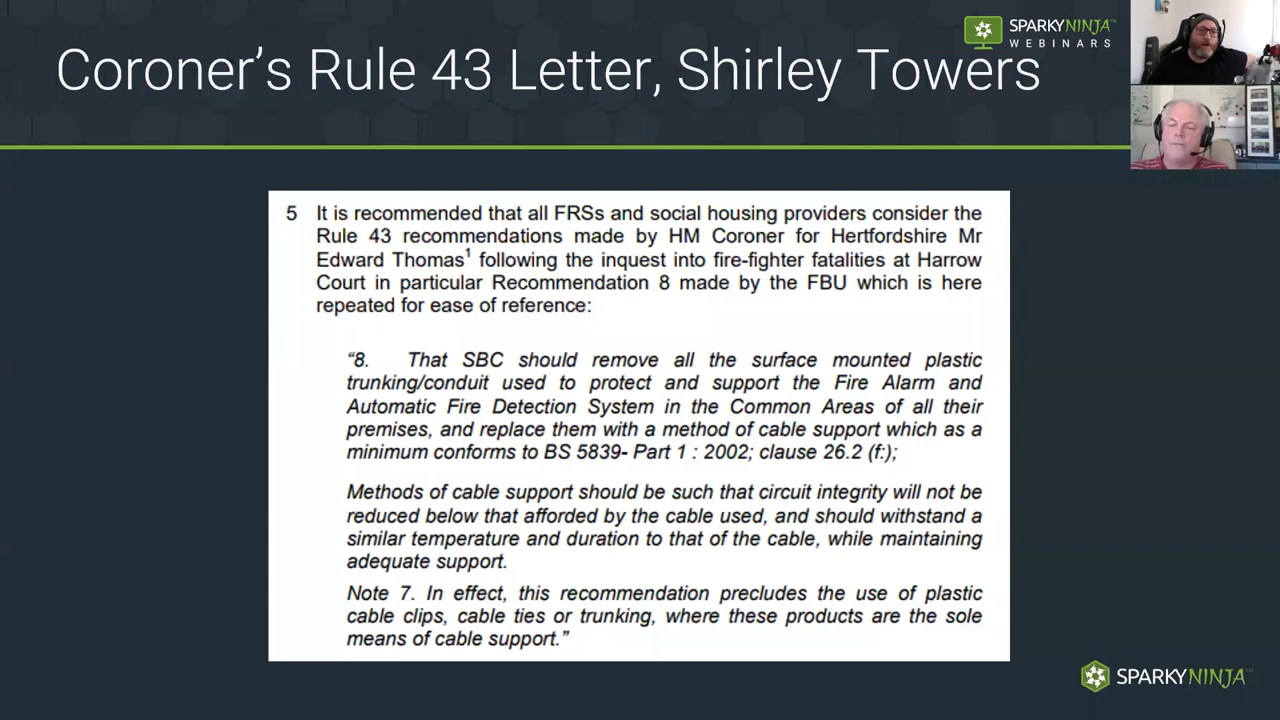 Coroner's Rule 43 Letter, Shirley Towers
SPARKYNINJA™
WEBINARS
5 It is recommended that all FRSs and social housing providers consider the
Rule 43 recommendations made by HM Coroner for Hertfordshire Mr
Edward Thomas¹ following the inquest into fire-fighter fatalities at Harrow
Court in particular Recommendation 8 made by the FBU which is here
repeated for ease of reference:
“8. That SBC should remove all the surface mounted plastic
trunking/conduit used to protect and support the Fire Alarm and
Automatic Fire Detection System in the Common Areas of all their
premises, and replace them with a method of cable support which as a
minimum conforms to BS 5839- Part 1 : 2002; clause 26.2 (f:);
Methods of cable support should be such that circuit integrity will not be
reduced below that afforded by the cable used, and should withstand a
similar temperature and duration to that of the cable, while maintaining
adequate support.
Note 7. In effect, this recommendation precludes the use of plastic
cable clips, cable ties or trunking, where these products are the sole
means of cable support.”
SPARKYNINJA™